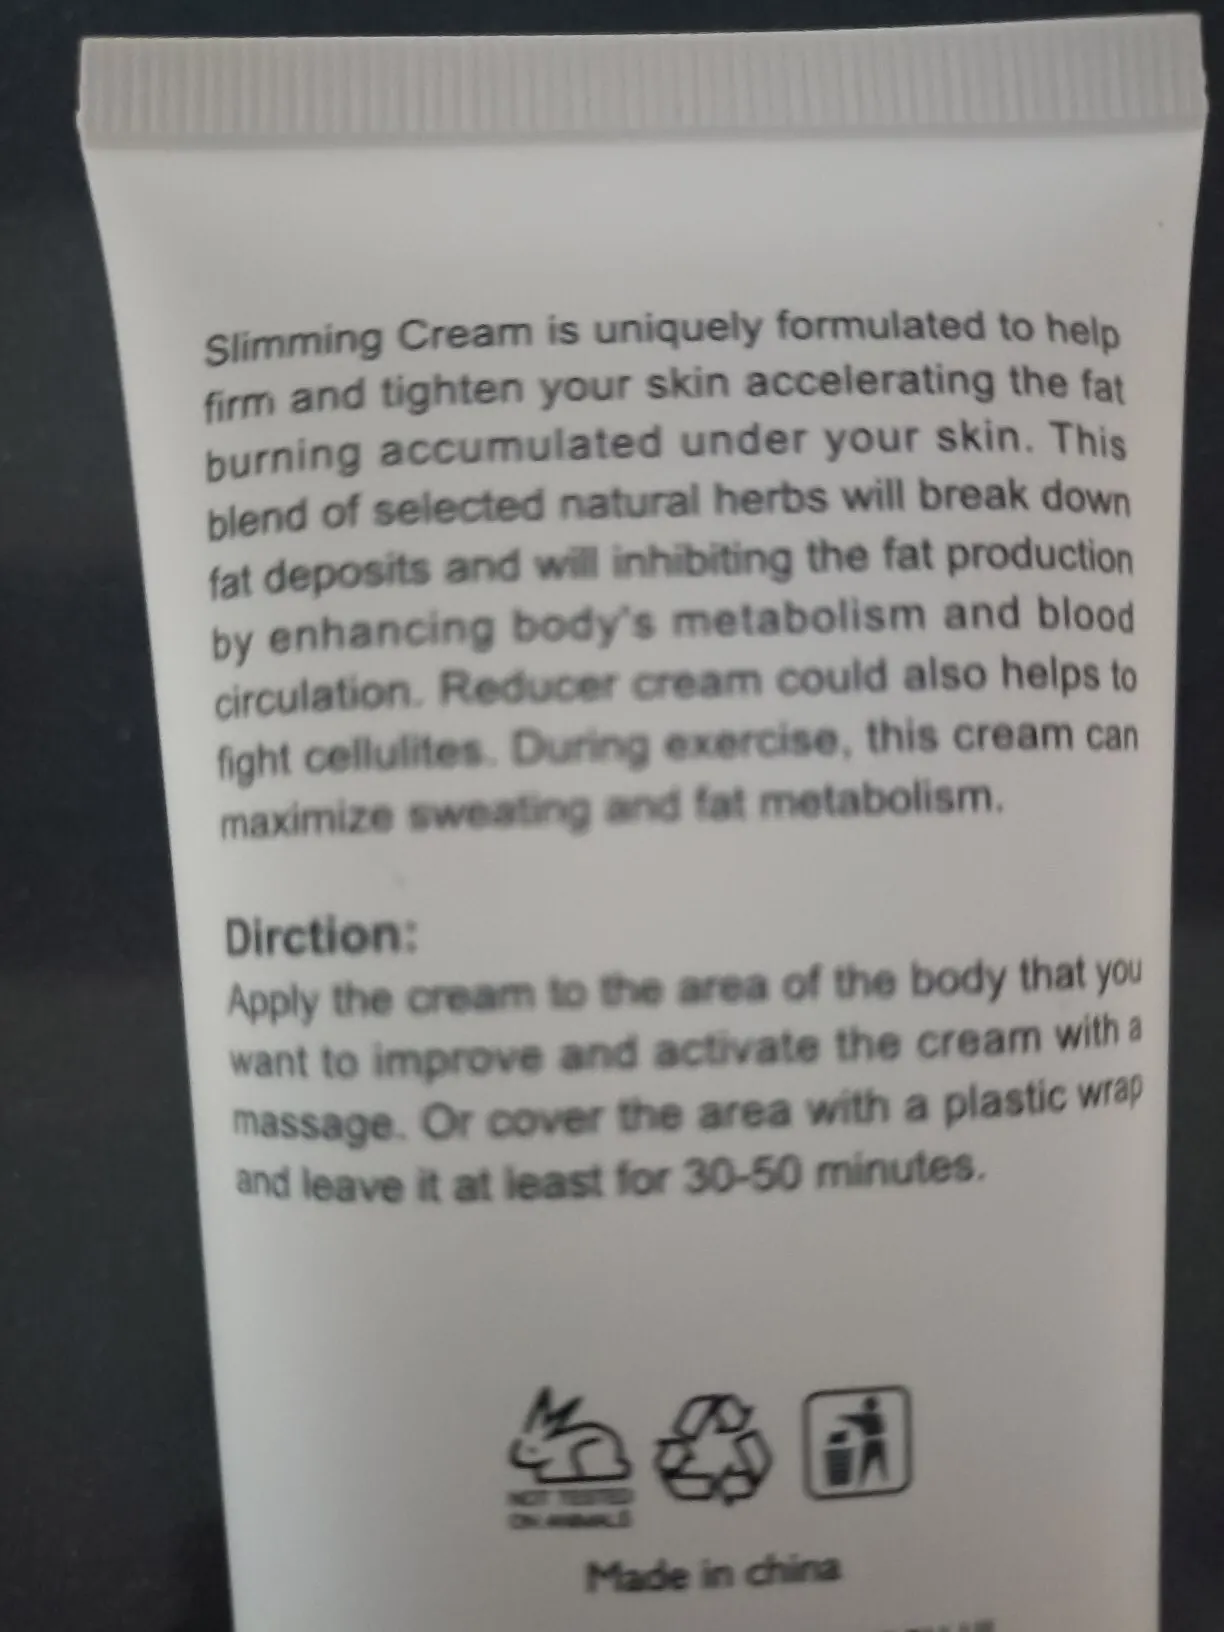 Slimming Cream is uniquely formulated to help
firm and tighten your skin accelerating the fat
burning accumulated under your skin. This
blend of selected natural herbs will break down
fat deposits and will inhibiting the fat production
by enhancing body's metabolism and blood
circulation. Reducer cream could also helps to
fight cellulites. During exercise, this cream can
maximize sweating and fat metabolism.
Dirction:
Apply the cream to the area of the body that you
want to improve and activate the cream with a
massage. Or cover the area with a plastic wrap
and leave it at least for 30-50 minutes.
NOT TESTED
ON ANIMALS
Made in china